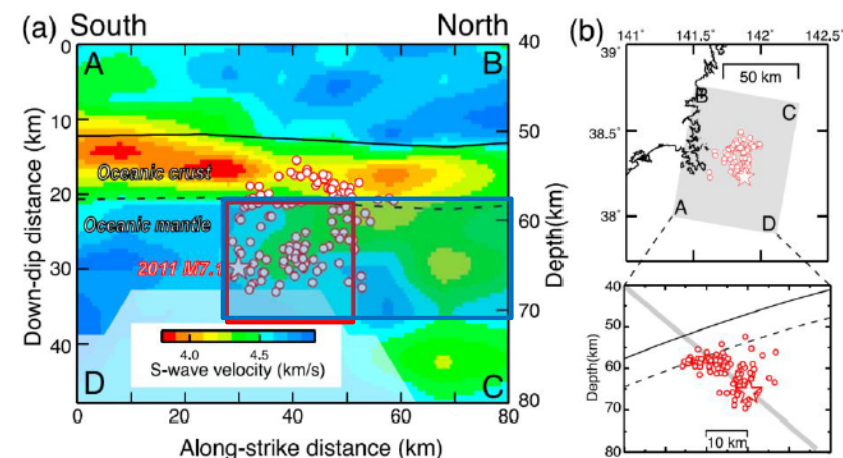 (a) South North
A B
Oceanic crust
Oceanic mantle
2011 M7.
D C
4.0 4.5
S-wave velocity (km/s)
0
10
20
30
40
Down-dip distance (km)
40
50
60
70
80
Depth(km)
0 20 40 60 80
Along-strike distance (km)
(b)
141° 141.5° 142° 142.5°
39°
38.5°
38°
50 km
B
C
A
D
40
50
60
70
80
Depth(km)
10 km